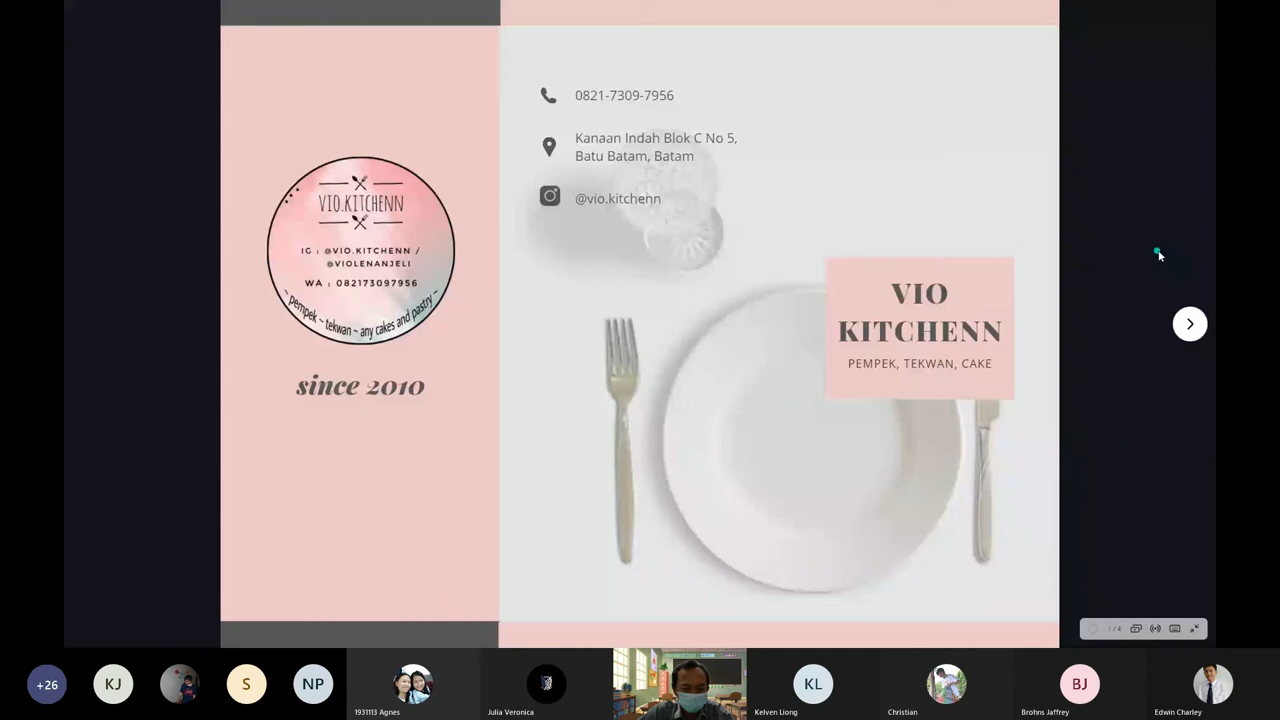 0821-7309-7956
Kanaan Indah Blok C No 5,
Batu Batam, Batam
@vio.kitchenn
VIO.KITCHENN
IG : @VIO.KITCHENN /
@VIOLENANJELI
WA : 082173097956
~ pempek ~ tekwan ~ any cakes and pastry ~
since 2010
VIO
KITCHENN
PEMPEK, TEKWAN, CAKE
1/4
+26
KJ
S
NP
KL
BJ
1931113 Agnes
Julia Veronica
Kelven Liong
Christian
Brohns Jaffrey
Edwin Charley